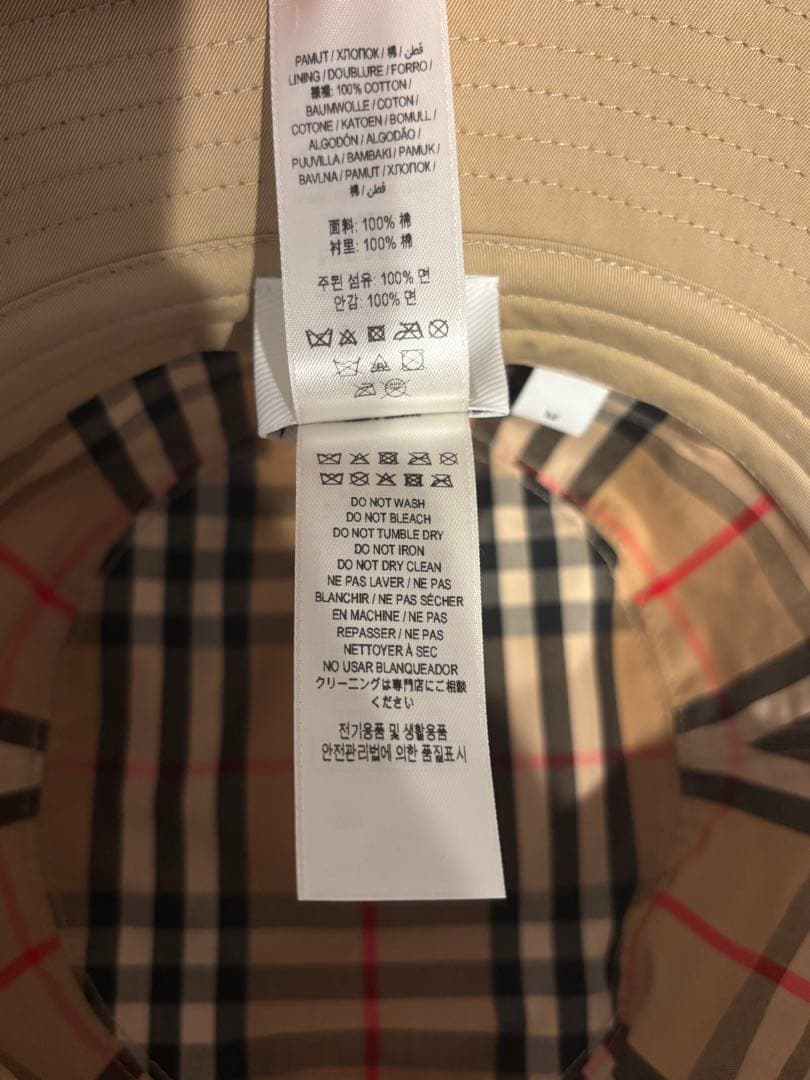 PAMUT / ХЛОПОК / 棉 / قطن /
LINING / DOUBLURE / FORRO /
裏襠: 100% COTTON /
BAUMWOLLE / COTON /
COTONE / KATOEN / BOMULL /
ALGODÓN / ALGODÃO /
PUUVILLA / BAMBAKI / PAMUK /
BAVLNA / PAMUT / ХЛОПОК /
棉 / قطن
面料: 100% 棉
衬里: 100% 棉
주된 섬유: 100% 면
안감: 100% 면
DO NOT WASH
DO NOT BLEACH
DO NOT TUMBLE DRY
DO NOT IRON
DO NOT DRY CLEAN
NE PAS LAVER / NE PAS
BLANCHIR / NE PAS SÉCHER
EN MACHINE / NE PAS
REPASSER / NE PAS
NETTOYER À SEC
NO USAR BLANQUEADOR
クリーニングは専門店にご相談
ください
전기용품 및 생활용품
안전관리법에 의한 품질표시